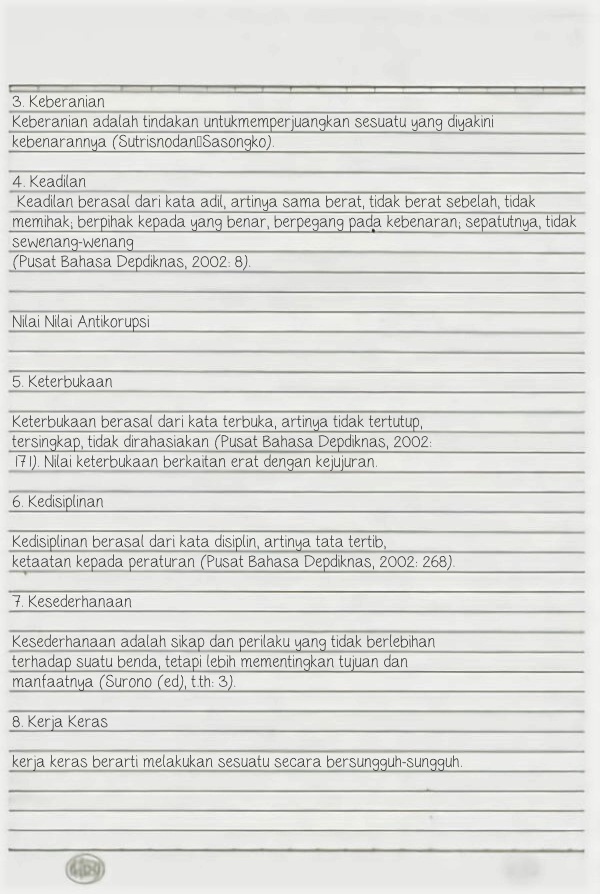 3. Keberanian
Keberanian adalah tindakan untukmemperjuangkan sesuatu yang diyakini
kebenarannya (Sutrisnodan▯Sasongko).
4. Keadilan
Keadilan berasal dari kata adil, artinya sama berat, tidak berat sebelah, tidak
memihak; berpihak kepada yang benar, berpegang pada kebenaran; sepatutnya, tidak
sewenang-wenang
(Pusat Bahasa Depdiknas, 2002: 8).
Nilai Nilai Antikorupsi
5. Keterbukaan
Keterbukaan berasal dari kata terbuka, artinya tidak tertutup,
tersingkap, tidak dirahasiakan (Pusat Bahasa Depdiknas, 2002:
171). Nilai keterbukaan berkaitan erat dengan kejujuran.
6. Kedisiplinan
Kedisiplinan berasal dari kata disiplin, artinya tata tertib,
ketaatan kepada peraturan (Pusat Bahasa Depdiknas, 2002: 268).
7. Kesederhanaan
Kesederhanaan adalah sikap dan perilaku yang tidak berlebihan
terhadap suatu benda, tetapi lebih mementingkan tujuan dan
manfaatnya (Surono (ed), t.th: 3).
8. Kerja Keras
kerja keras berarti melakukan sesuatu secara bersungguh-sungguh.